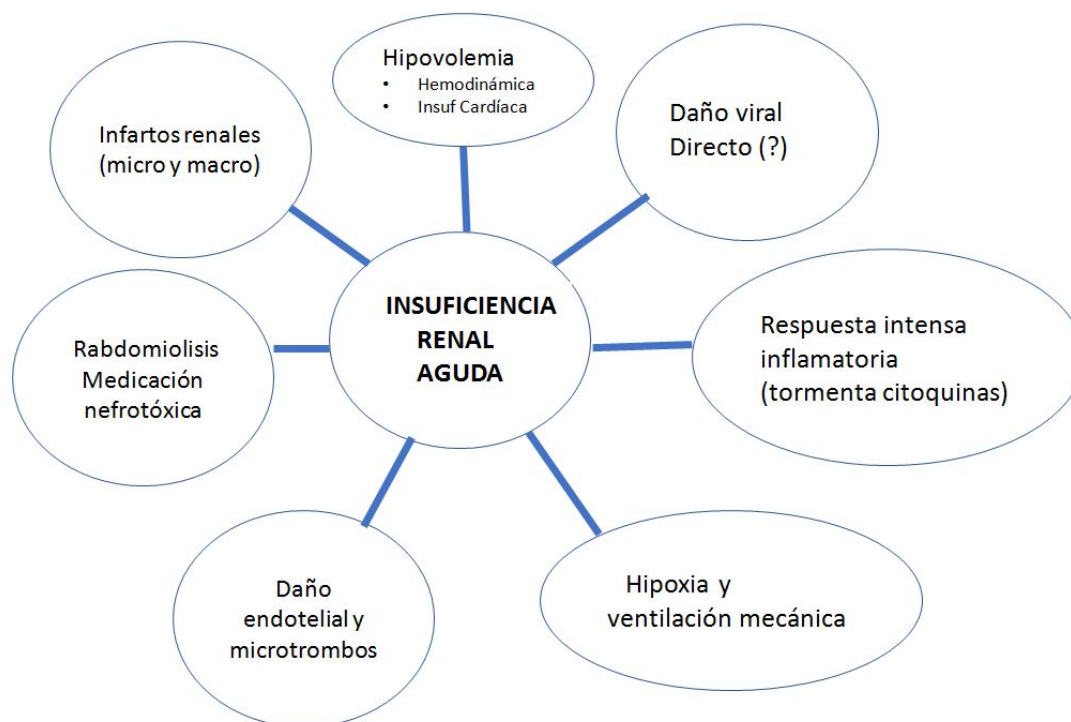 Hipovolemia
• Hemodinámica
• Insuf Cardíaca
Infartos renales
(micro y macro)
Daño viral
Directo (?)
INSUFICIENCIA
RENAL
AGUDA
Respuesta intensa
inflamatoria
(tormenta citoquinas)
Rabdomiolisis
Medicación
nefrotóxica
Daño
endotelial y
microtrombos
Hipoxia y
ventilación mecánica